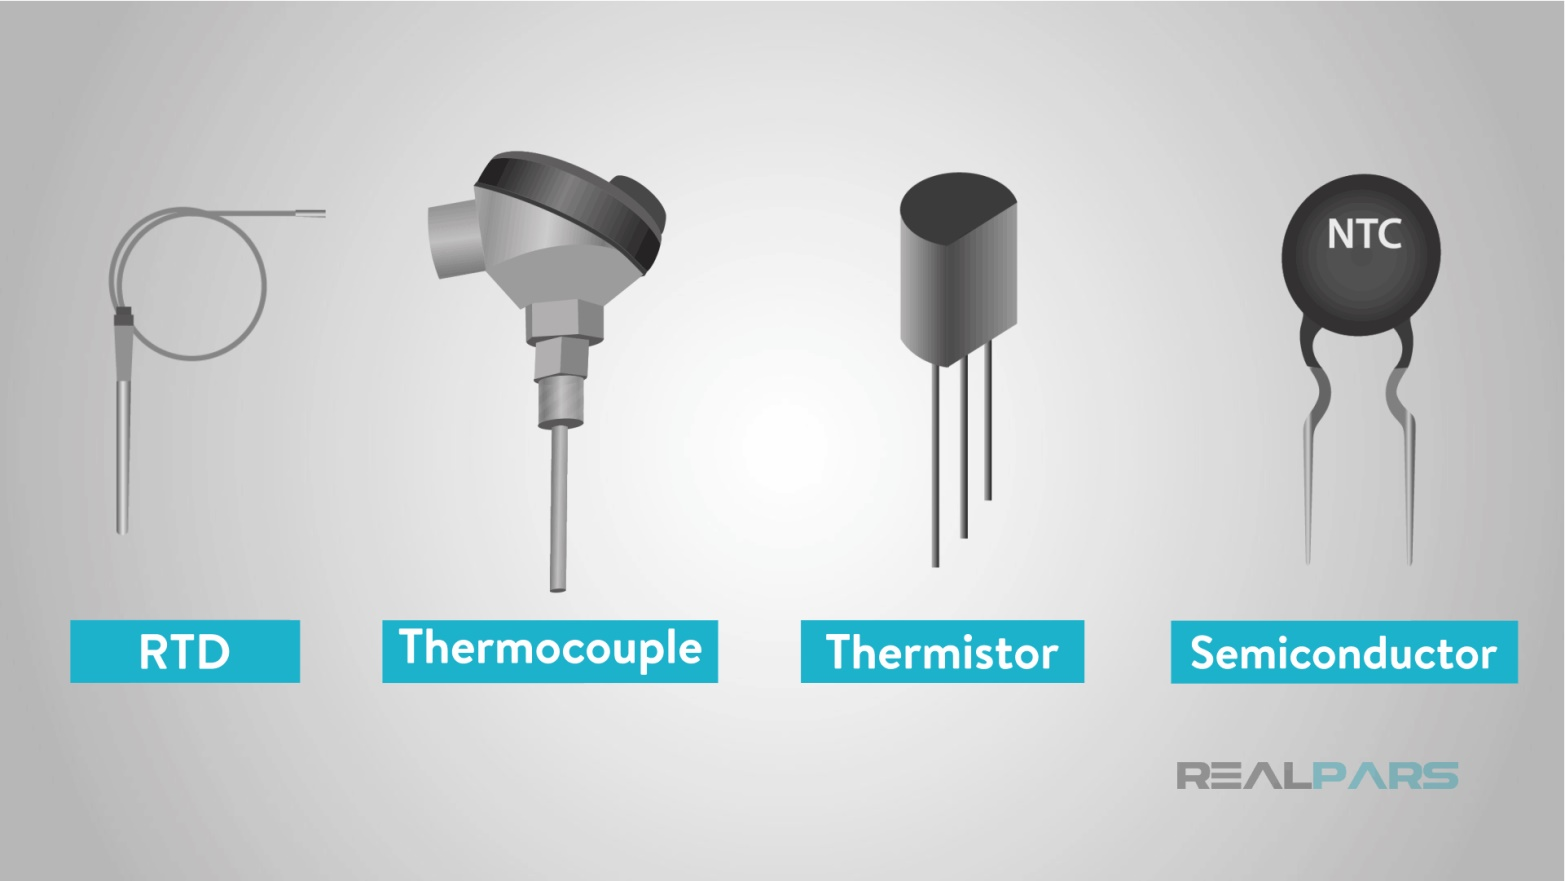 NTC
RTD
Thermocouple
Thermistor
Semiconductor
REALPARS